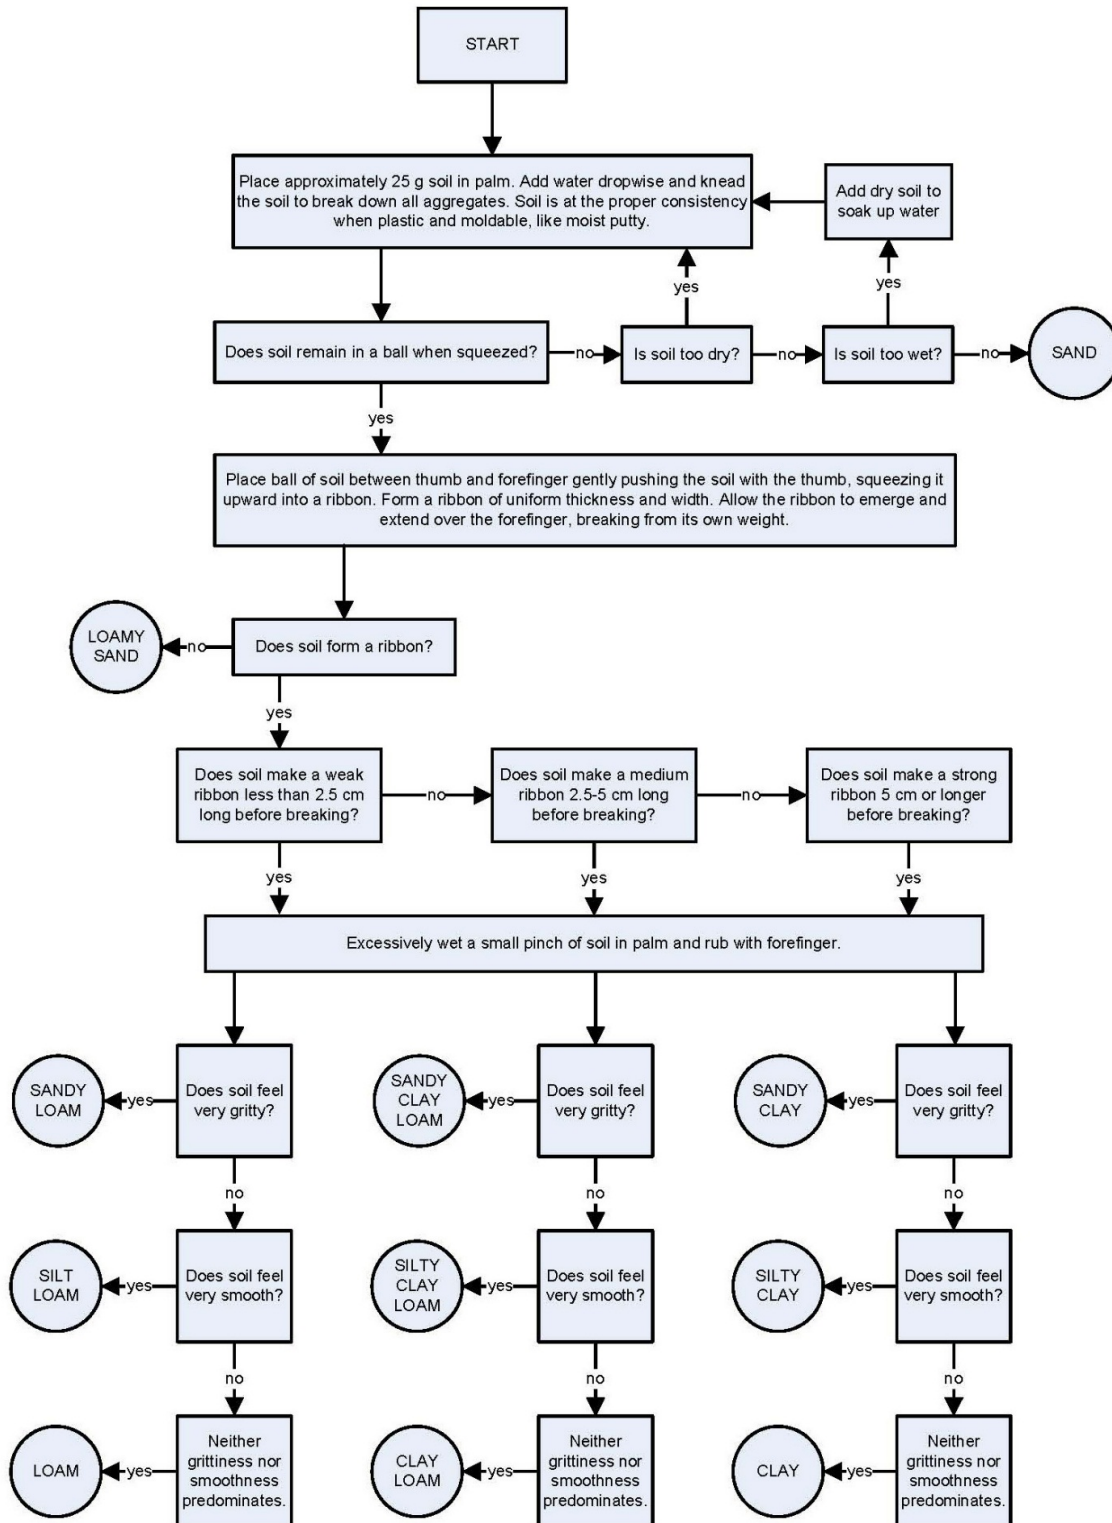 START
Place approximately 25 g soil in palm. Add water dropwise and knead
the soil to break down all aggregates. Soil is at the proper consistency
when plastic and moldable, like moist putty.
Add dry soil to
soak up water
yes
yes
Does soil remain in a ball when squeezed?
no
Is soil too dry?
no
Is soil too wet?
no
SAND
yes
Place ball of soil between thumb and forefinger gently pushing the soil with the thumb, squeezing it
upward into a ribbon. Form a ribbon of uniform thickness and width. Allow the ribbon to emerge and
extend over the forefinger, breaking from its own weight.
LOAMY
SAND
no
Does soil form a ribbon?
yes
Does soil make a weak
ribbon less than 2.5 cm
long before breaking?
no
Does soil make a medium
ribbon 2.5-5 cm long
before breaking?
no
Does soil make a strong
ribbon 5 cm or longer
before breaking?
yes
yes
yes
Excessively wet a small pinch of soil in palm and rub with forefinger.
SANDY
LOAM
yes
Does soil feel
very gritty?
SANDY
CLAY
LOAM
yes
Does soil feel
very gritty?
SANDY
CLAY
yes
Does soil feel
very gritty?
no
no
no
SILT
LOAM
yes
Does soil feel
very smooth?
SILTY
CLAY
LOAM
yes
Does soil feel
very smooth?
SILTY
CLAY
yes
Does soil feel
very smooth?
no
no
no
LOAM
yes
Neither
grittiness nor
smoothness
predominates.
CLAY
LOAM
yes
Neither
grittiness nor
smoothness
predominates.
CLAY
yes
Neither
grittiness nor
smoothness
predominates.